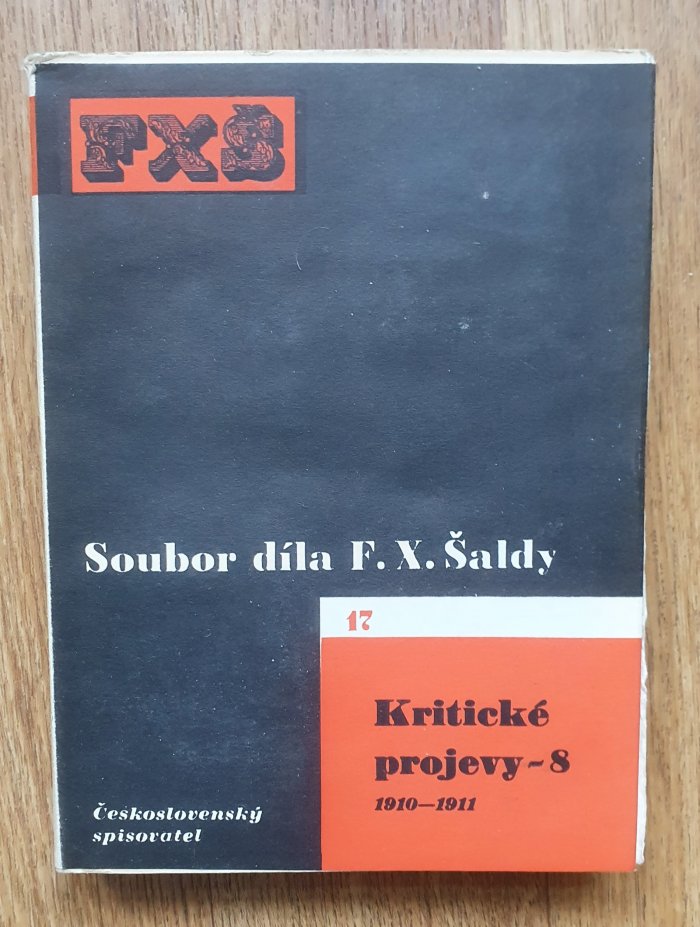 FXŠ
Soubor díla F. X. Šaldy
17
Kritické
projevy - 8
1910—1911
Československý
spisovatel